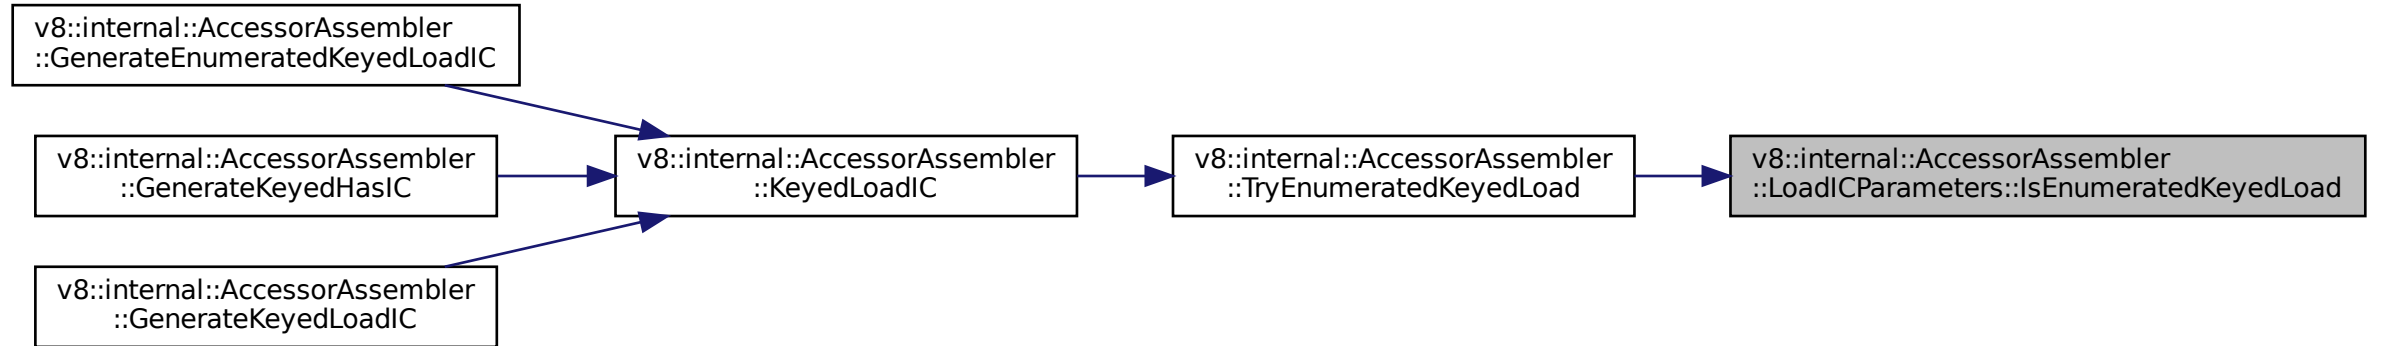 v8::internal::AccessorAssembler
::GenerateEnumeratedKeyedLoadIC
v8::internal::AccessorAssembler
::GenerateKeyedHasIC
v8::internal::AccessorAssembler
::GenerateKeyedLoadIC
v8::internal::AccessorAssembler
::KeyedLoadIC
v8::internal::AccessorAssembler
::TryEnumeratedKeyedLoad
v8::internal::AccessorAssembler
::LoadICParameters::IsEnumeratedKeyedLoad